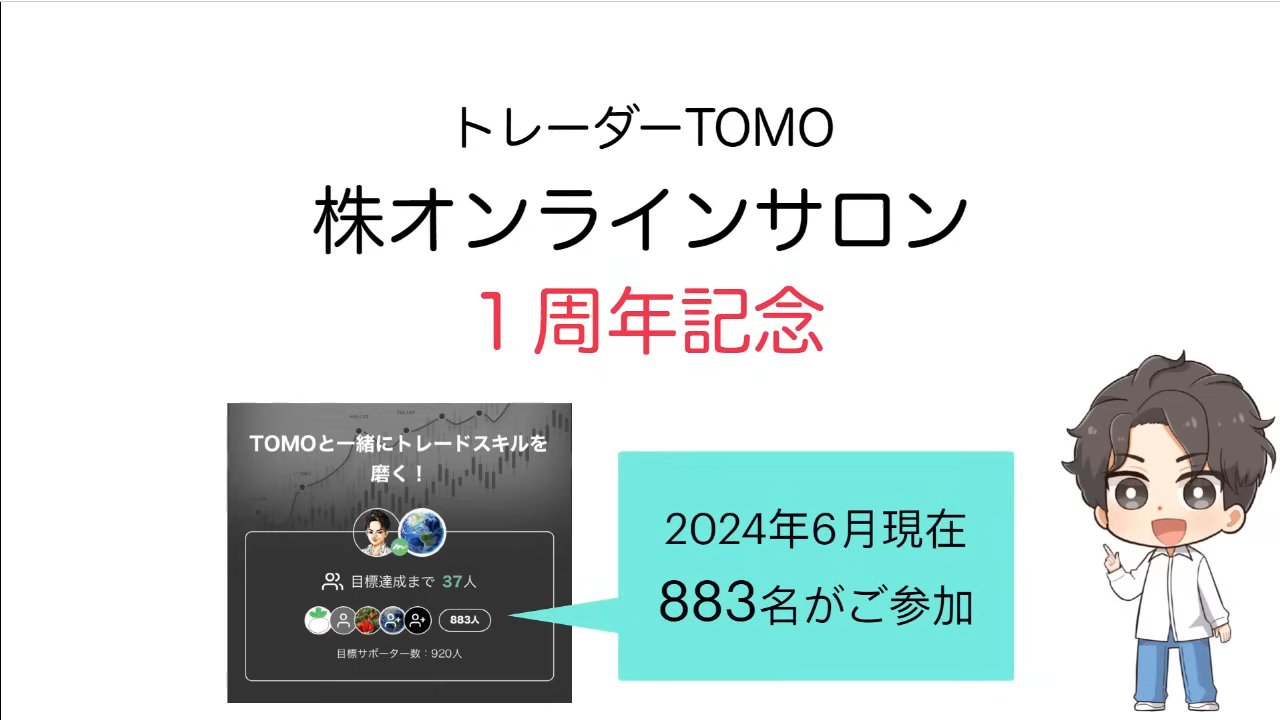 トレーダーTOMO
株オンラインサロン
１周年記念
TOMOと一緒にトレードスキルを
磨く！
目標達成まで 37人
883人
目標サポーター数：920人
2024年6月現在
883名がご参加